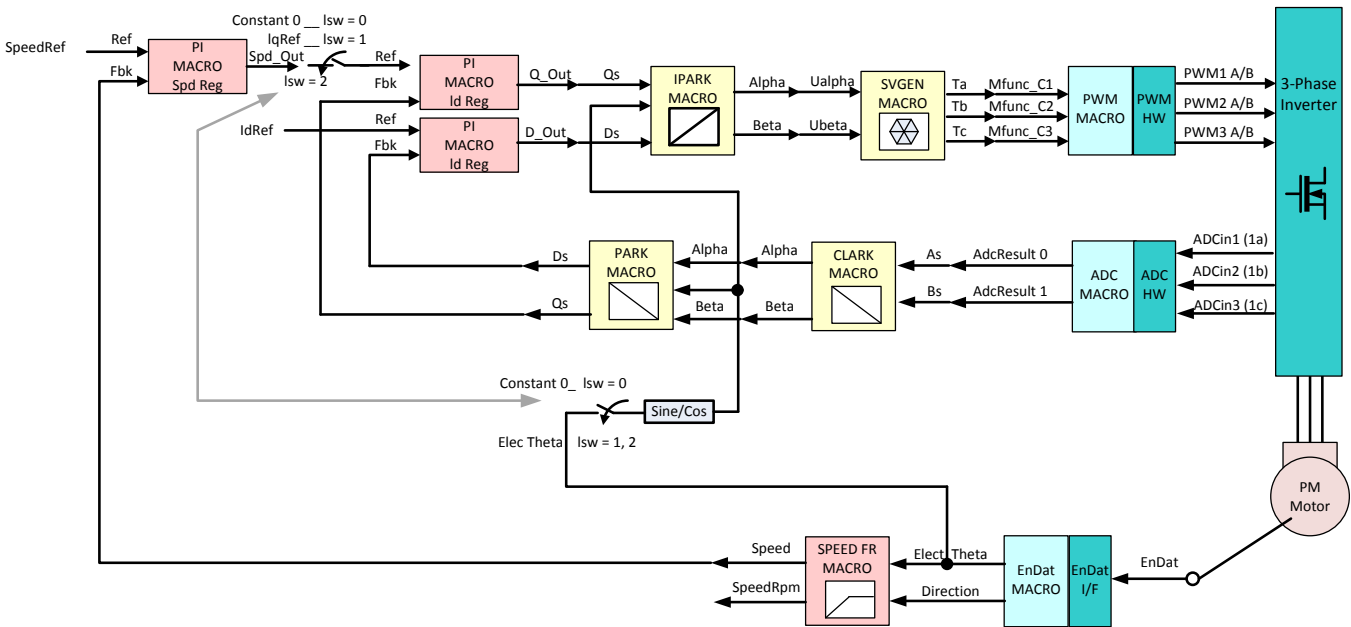 Constant 0 __ lsw = 0
IqRef __ lsw = 1
SpeedRef
Ref
Fbk
PI
MACRO
Spd Reg
Spd_Out
lsw = 2
Ref
Fbk
PI
MACRO
Id Reg
Q_Out
Qs
IdRef
Ref
Fbk
PI
MACRO
Id Reg
D_Out
Ds
IPARK
MACRO
Alpha
Ualpha
Beta
Ubeta
SVGEN
MACRO
Ta
Mfunc_C1
Tb
Mfunc_C2
Tc
Mfunc_C3
PWM
MACRO
PWM
HW
PWM1 A/B
PWM2 A/B
PWM3 A/B
3-Phase
Inverter
Ds
Qs
PARK
MACRO
Alpha
Alpha
Beta
Beta
CLARK
MACRO
As
AdcResult 0
Bs
AdcResult 1
ADC
MACRO
ADC
HW
ADCin1 (1a)
ADCin2 (1b)
ADCin3 (1c)
Constant 0_ lsw = 0
Sine/Cos
Elec Theta
lsw = 1, 2
PM
Motor
Speed
SpeedRpm
SPEED FR
MACRO
Elect_Theta
Direction
EnDat
MACRO
EnDat
I/F
EnDat